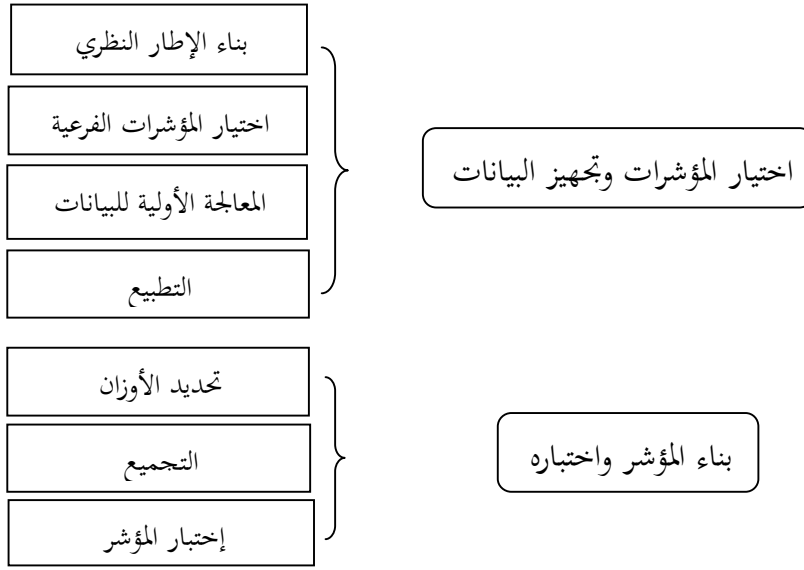 بناء الإطار النظري
اختيار المؤشرات الفرعية
المعالجة الأولية للبيانات
التطبيع
اختيار المؤشرات وتجهيز البيانات
تحديد الأوزان
التجميع
إختبار المؤشر
بناء المؤشر واختباره